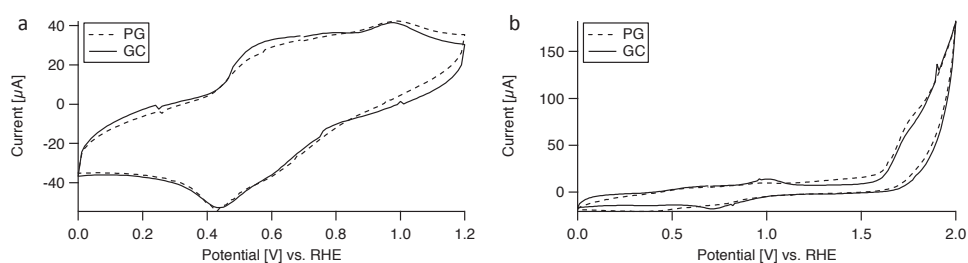 a
PG
GC
Current [µA]
40
20
0
-20
-40
0.0 0.2 0.4 0.6 0.8 1.0 1.2
Potential [V] vs. RHE
b
PG
GC
Current [µA]
150
100
50
0
0.0 0.5 1.0 1.5 2.0
Potential [V] vs. RHE